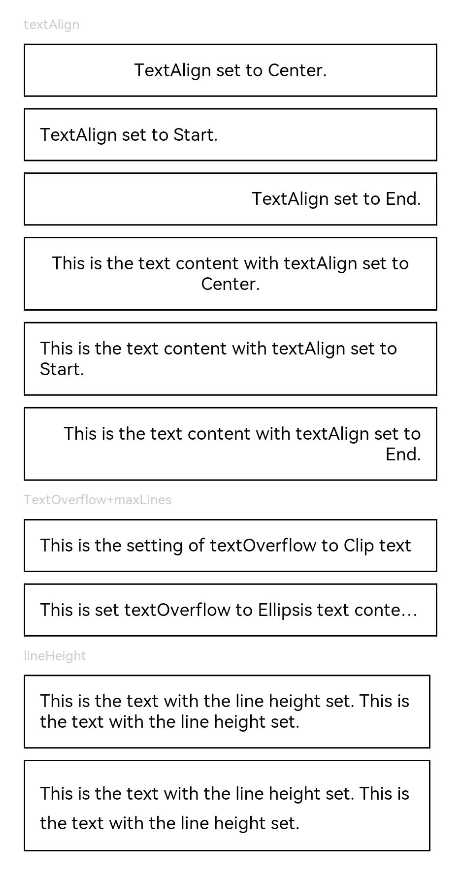 textAlign
TextAlign set to Center.
TextAlign set to Start.
TextAlign set to End.
This is the text content with textAlign set to
Center.
This is the text content with textAlign set to
Start.
This is the text content with textAlign set to
End.
TextOverflow+maxLines
This is the setting of textOverflow to Clip text
This is set textOverflow to Ellipsis text conte...
lineHeight
This is the text with the line height set. This is
the text with the line height set.
This is the text with the line height set. This is
the text with the line height set.